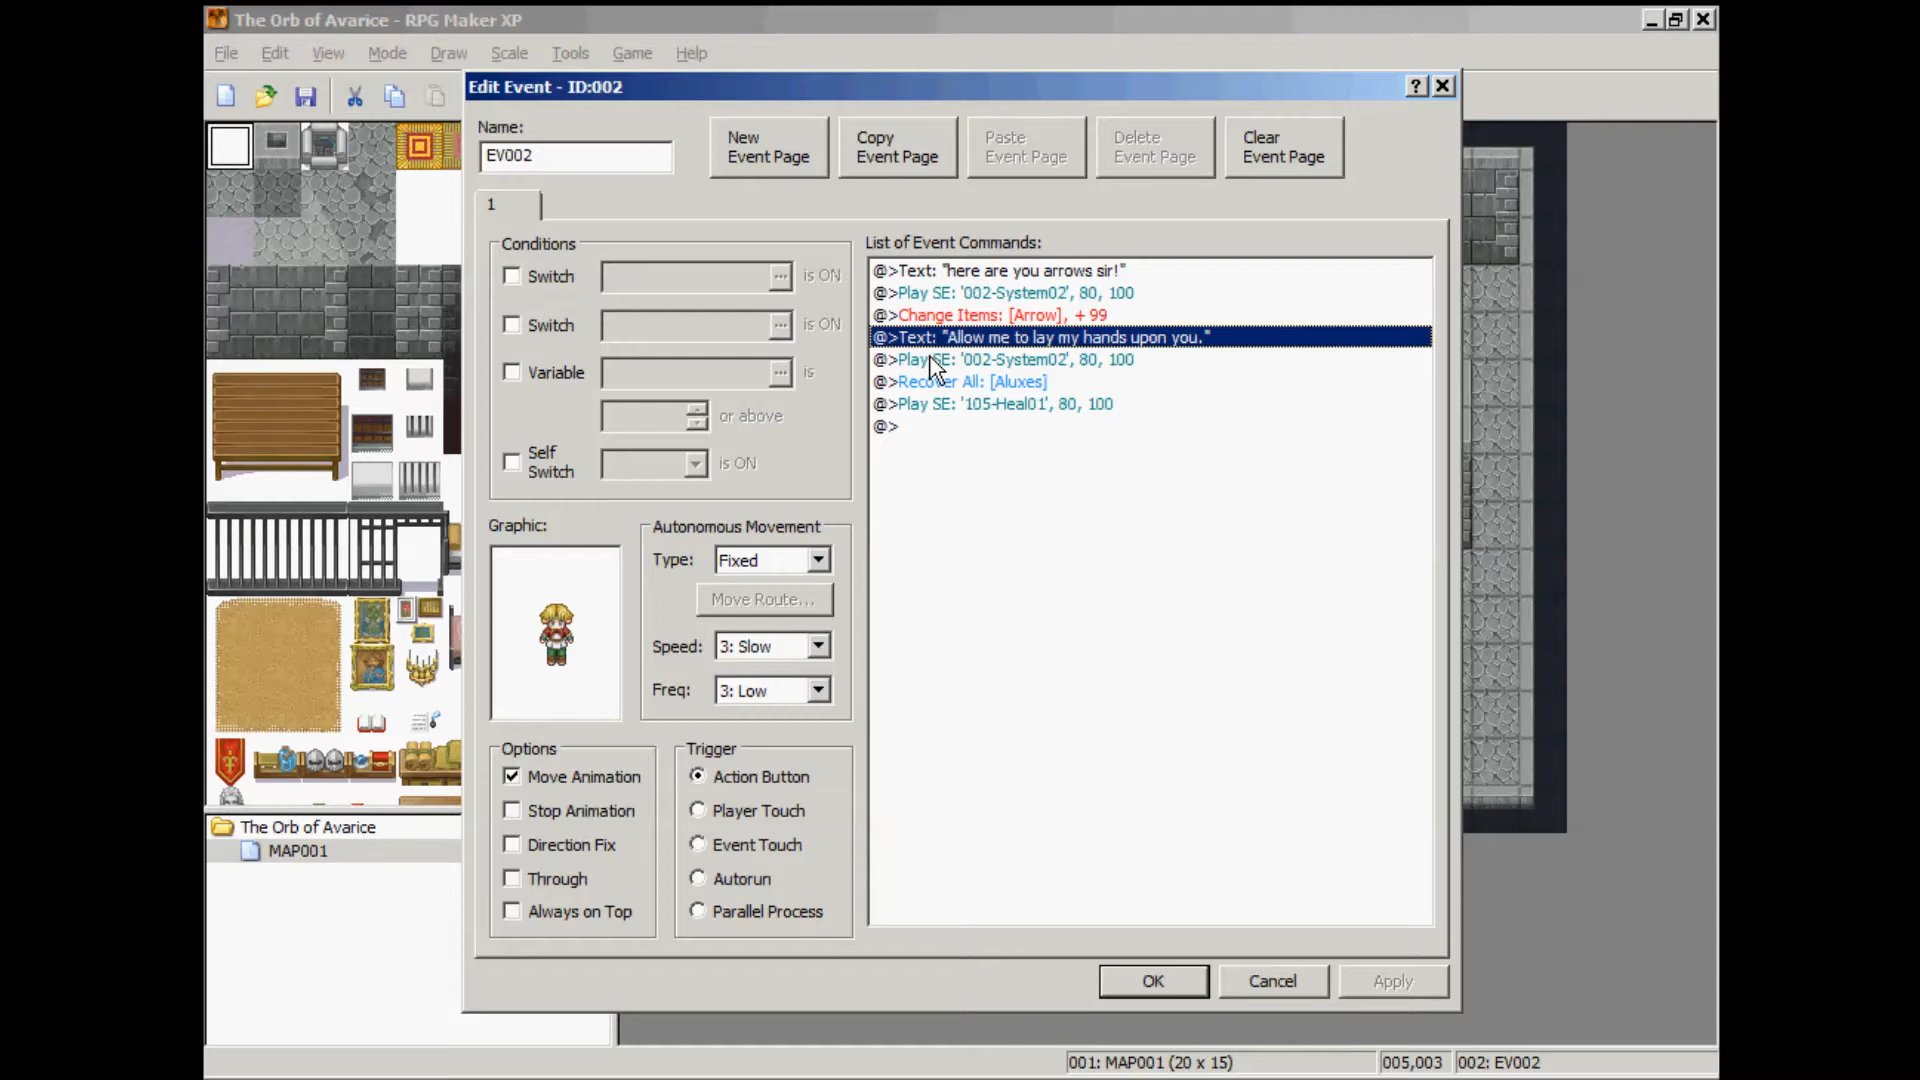 The Orb of Avarice - RPG Maker XP
File Edit View Mode Draw Scale Tools Game Help
Edit Event - ID:002
Name:
EV002
New Event Page
Copy Event Page
Paste Event Page
Delete Event Page
Clear Event Page
1
Conditions
Switch ... is ON
Switch ... is ON
Variable ... is
or above
Self Switch is ON
Graphic:
Autonomous Movement
Type: Fixed
Move Route...
Speed: 3: Slow
Freq: 3: Low
Options
Move Animation
Stop Animation
Direction Fix
Through
Always on Top
Trigger
Action Button
Player Touch
Event Touch
Autorun
Parallel Process
List of Event Commands:
@>Text: "here are you arrows sir!"
@>Play SE: '002-System02', 80, 100
@>Change Items: [Arrow], + 99
@>Text: "Allow me to lay my hands upon you."
@>Play SE: '002-System02', 80, 100
@>Recover All: [Aluxes]
@>Play SE: '105-Heal01', 80, 100
@>
OK Cancel Apply
The Orb of Avarice
MAP001
001: MAP001 (20 x 15) 005,003 002: EV002